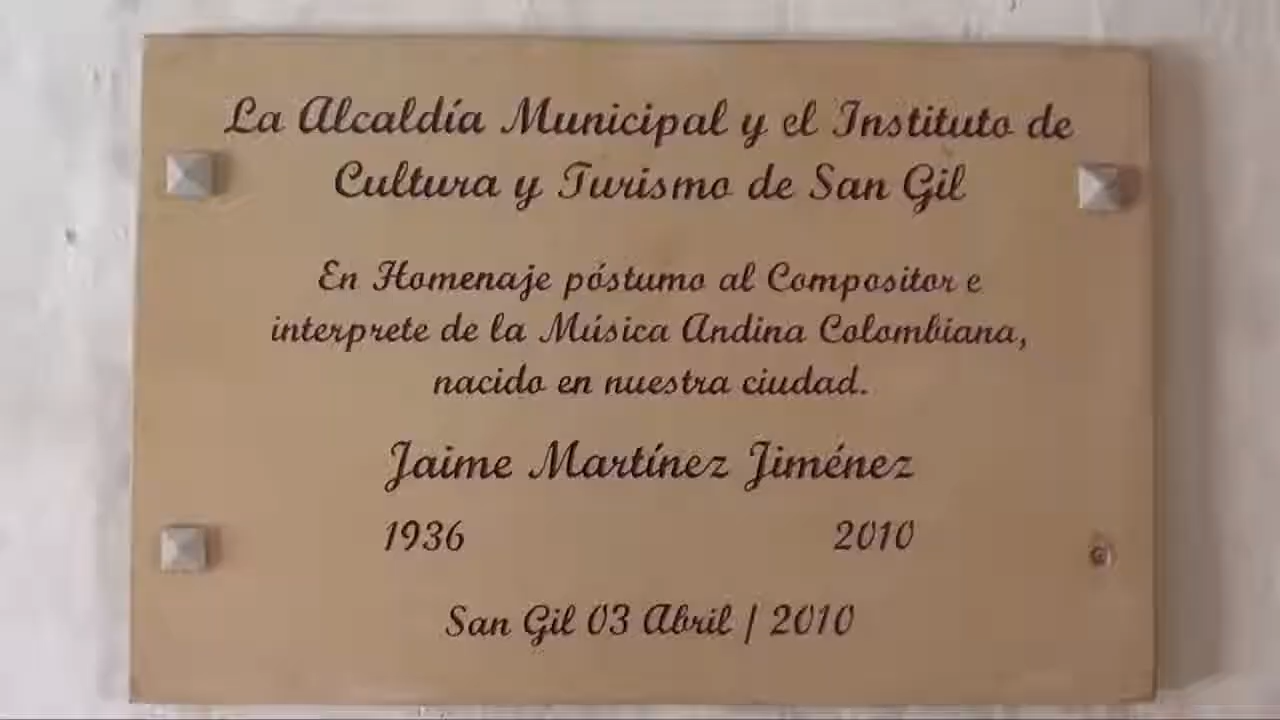 La Alcaldía Municipal y el Instituto de
Cultura y Turismo de San Gil
En Homenaje póstumo al Compositor e
interprete de la Música Andina Colombiana,
nacido en nuestra ciudad.
Jaime Martínez Jiménez
1936 2010
San Gil 03 Abril / 2010